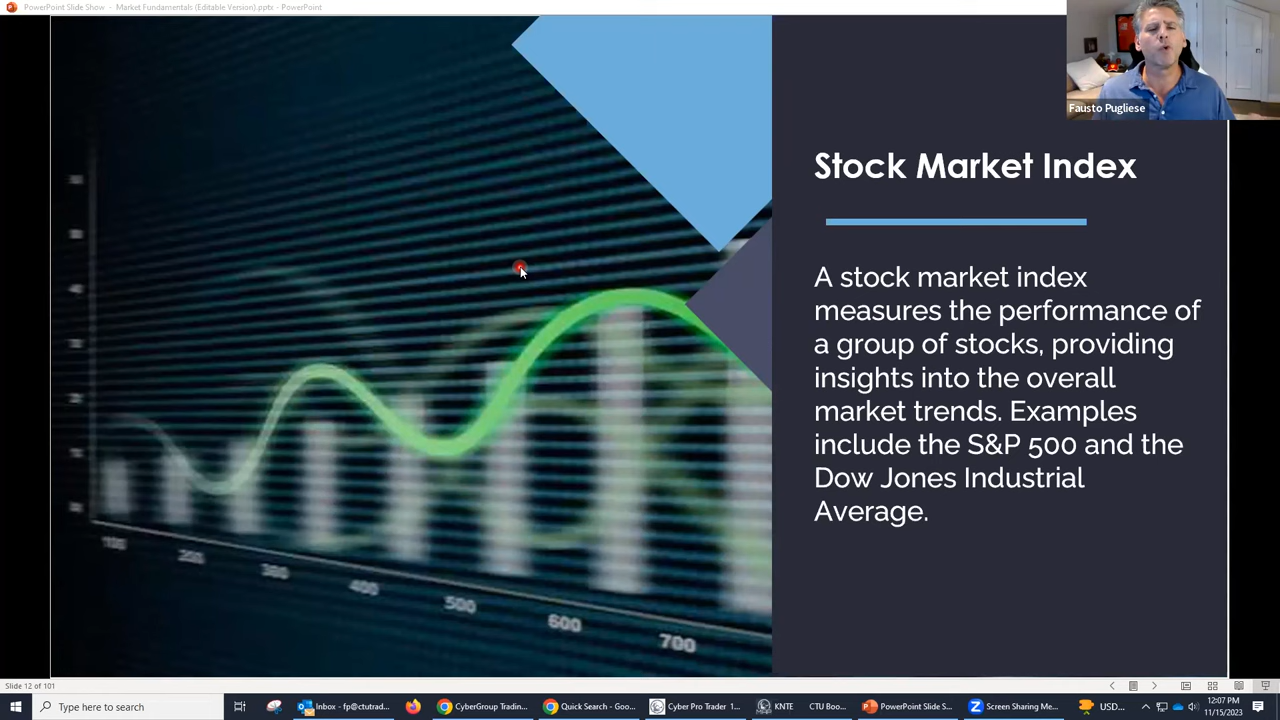 PowerPoint Slide Show - Market Fundamentals (Editable Version).pptx - PowerPoint
Fausto Pugliese
Stock Market Index
A stock market index
measures the performance of
a group of stocks, providing
insights into the overall
market trends. Examples
include the S&P 500 and the
Dow Jones Industrial
Average.
100
200
300
400
500
600
700
Slide 12 of 101
Type here to search
Inbox - fp@ctutrad...
CyberGroup Tradin...
Quick Search - Goo...
Cyber Pro Trader 1...
KNTE
CTU Boo...
PowerPoint Slide S...
Screen Sharing Me...
USD...
12:07 PM
11/15/2023